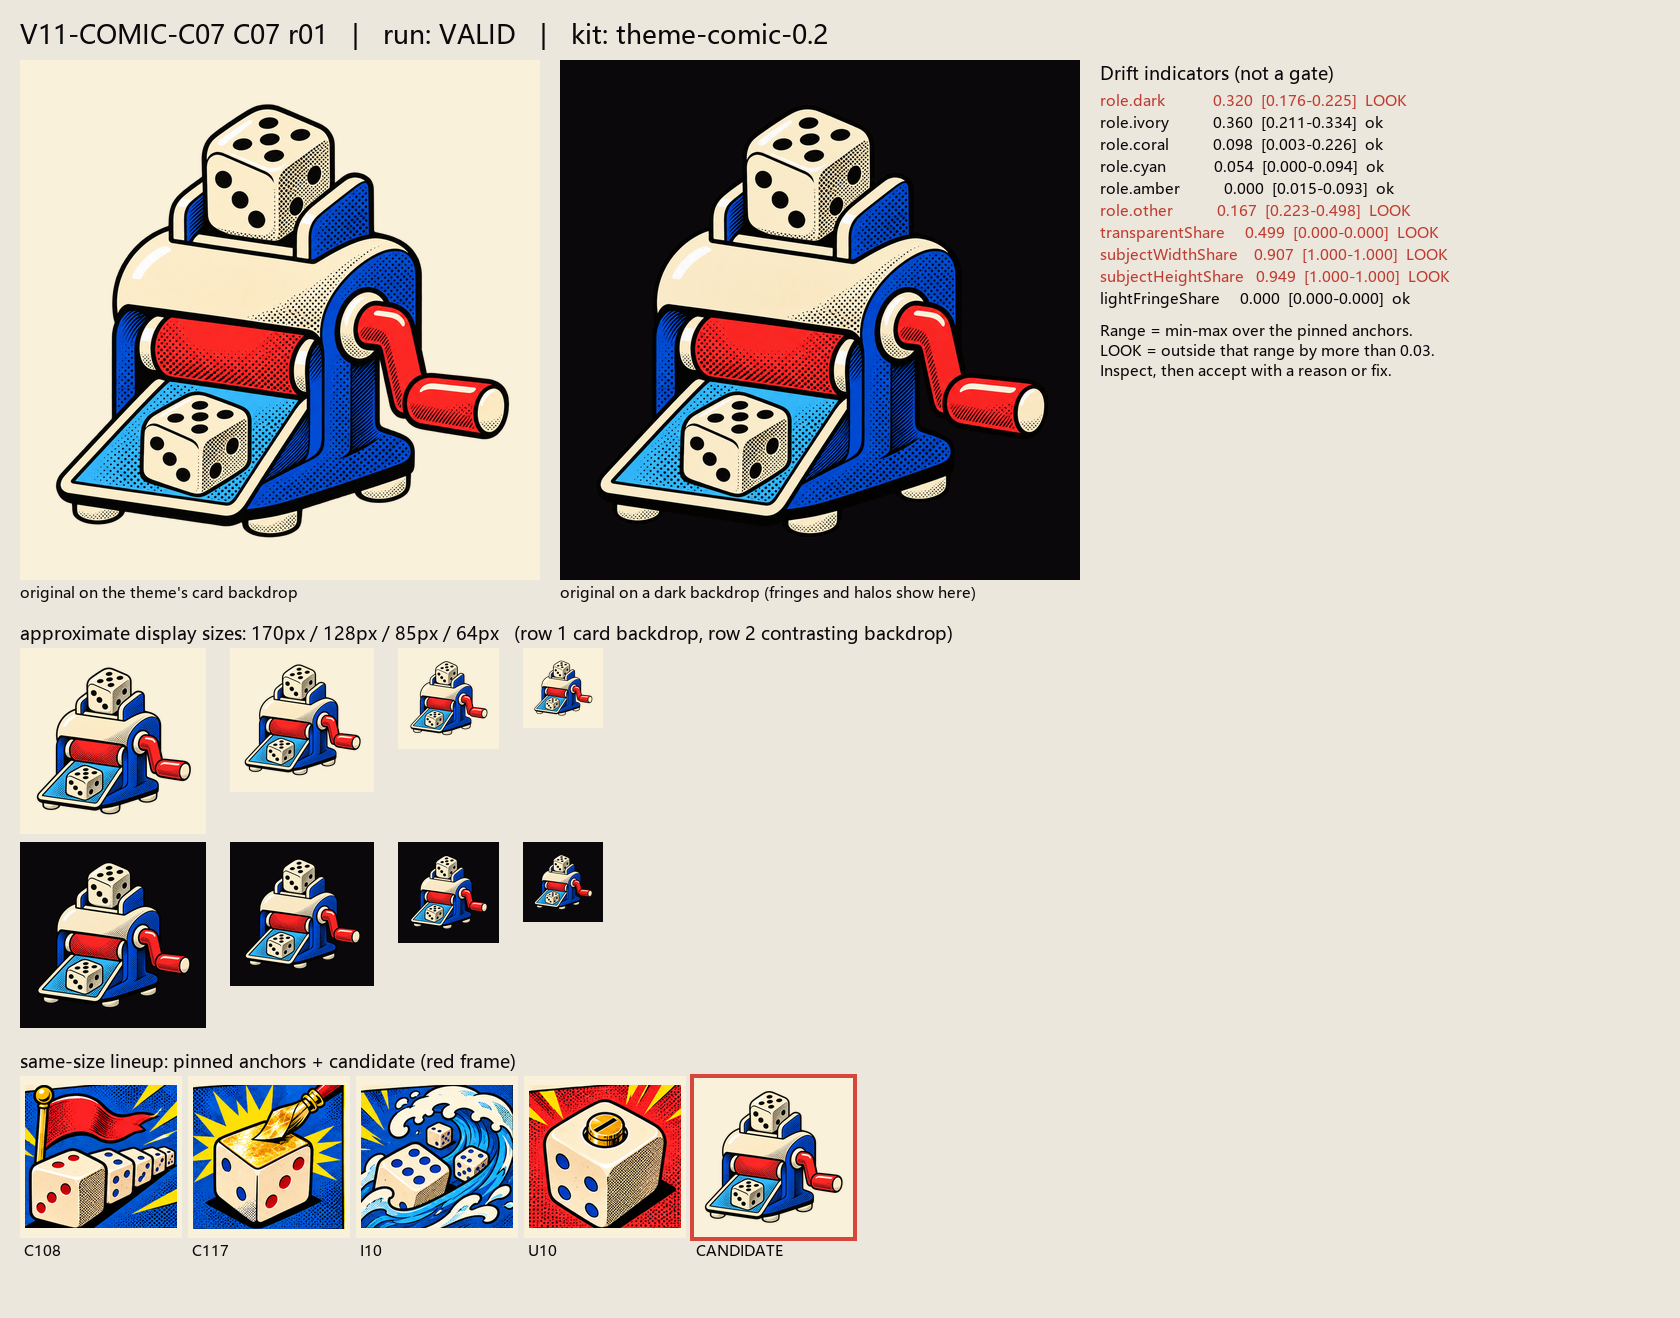 V11-COMIC-C07 C07 r01 | run: VALID | kit: theme-comic-0.2
Drift indicators (not a gate)
role.dark 0.320 [0.176-0.225] LOOK
role.ivory 0.360 [0.211-0.334] ok
role.coral 0.098 [0.003-0.226] ok
role.cyan 0.054 [0.000-0.094] ok
role.amber 0.000 [0.015-0.093] ok
role.other 0.167 [0.223-0.498] LOOK
transparentShare 0.499 [0.000-0.000] LOOK
subjectWidthShare 0.907 [1.000-1.000] LOOK
subjectHeightShare 0.949 [1.000-1.000] LOOK
lightFringeShare 0.000 [0.000-0.000] ok
Range = min-max over the pinned anchors.
LOOK = outside that range by more than 0.03.
Inspect, then accept with a reason or fix.
original on the theme's card backdrop
original on a dark backdrop (fringes and halos show here)
approximate display sizes: 170px / 128px / 85px / 64px (row 1 card backdrop, row 2 contrasting backdrop)
same-size lineup: pinned anchors + candidate (red frame)
C108
C117
I10
U10
CANDIDATE